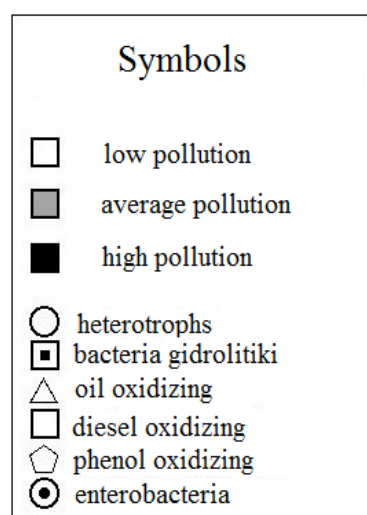 Symbols
low pollution
average pollution
high pollution
heterotrophs
bacteria gidrolitiki
oil oxidizing
diesel oxidizing
phenol oxidizing
enterobacteria